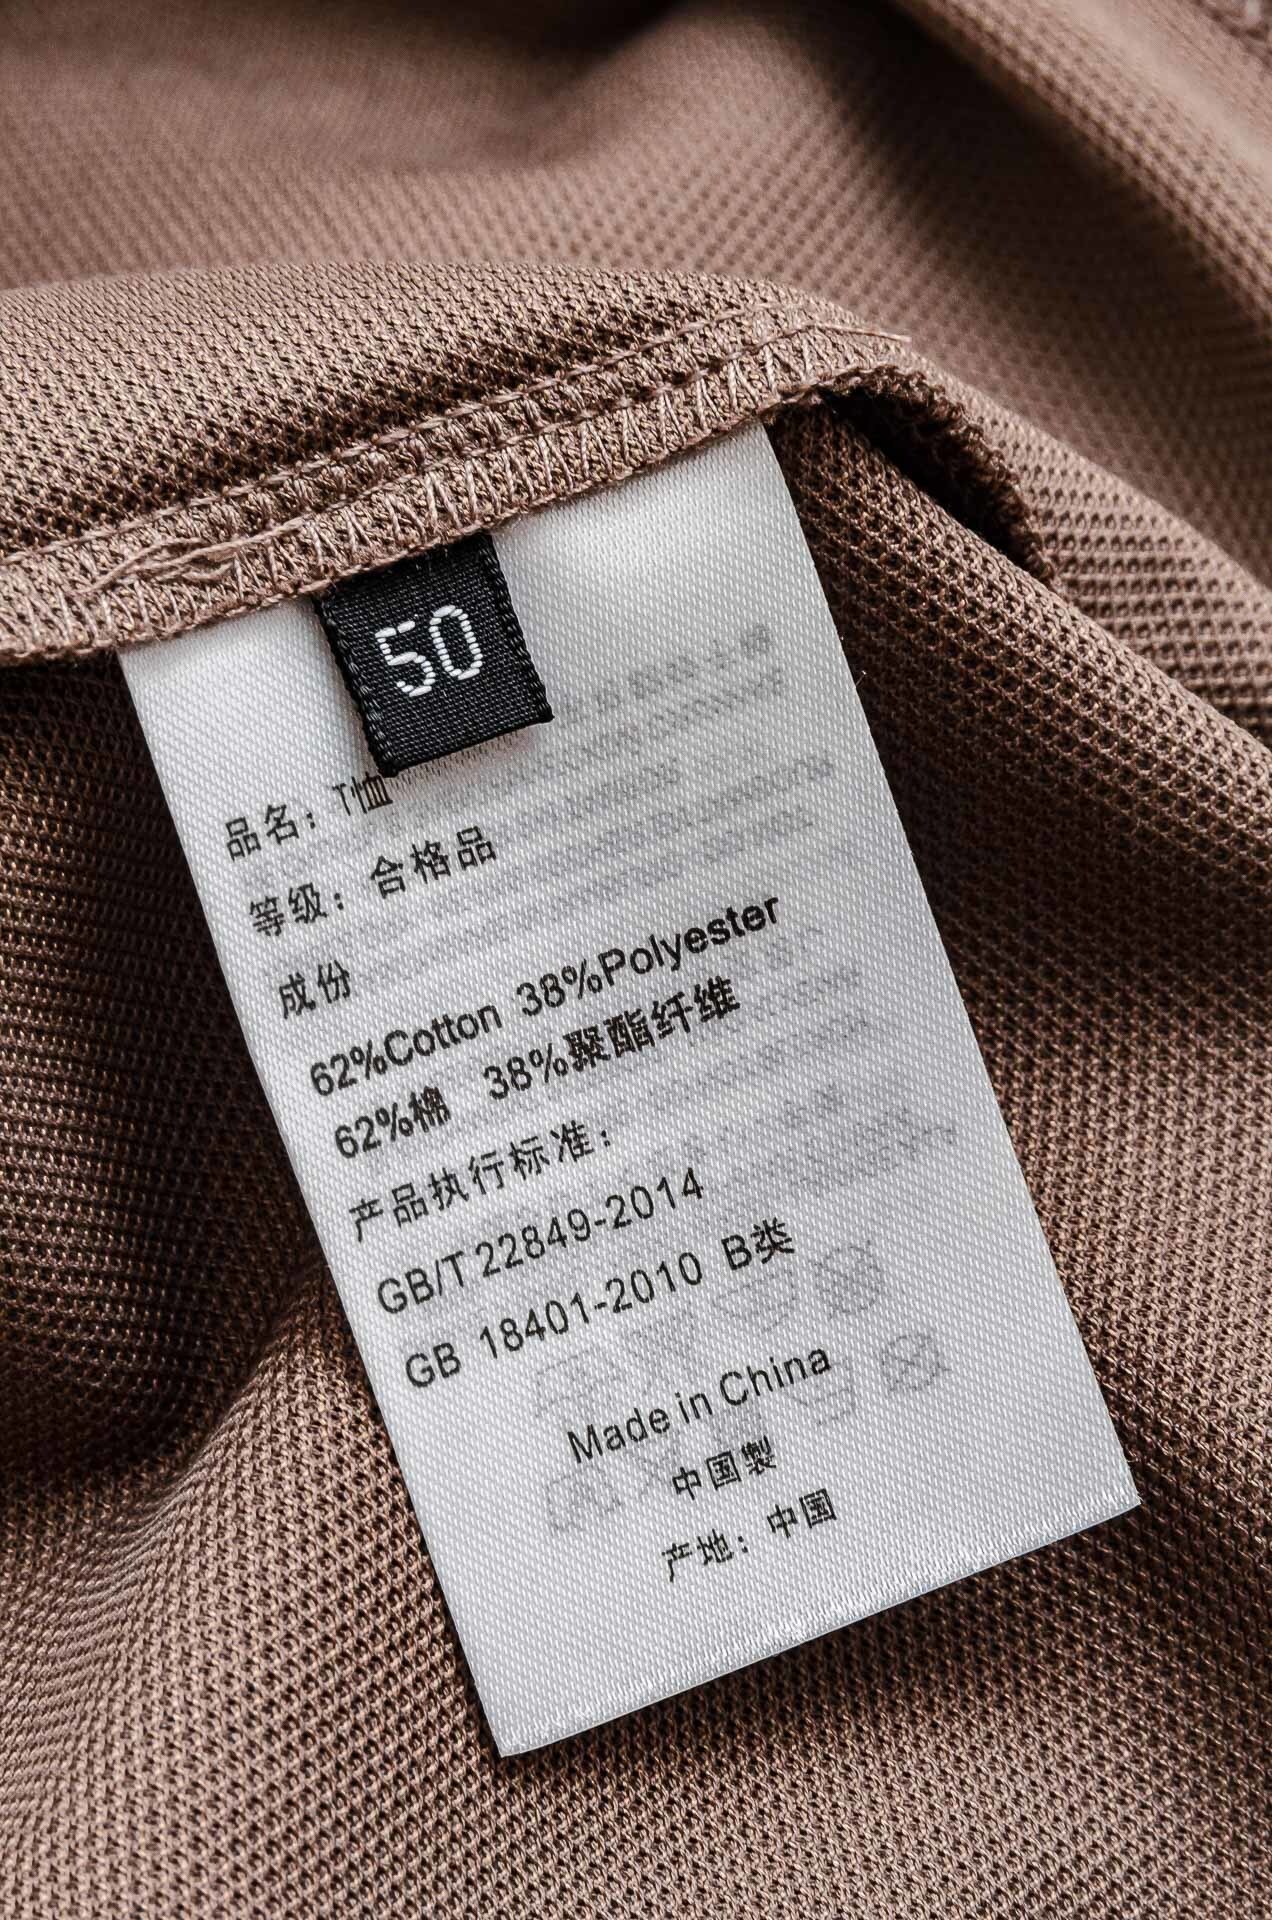 50
品名：T恤
等级：合格品
成份
62%Cotton 38%Polyester
62%棉 38%聚酯纤维
产品执行标准：
GB/T 22849-2014
GB 18401-2010 B类
Made in China
中国製
产地：中国